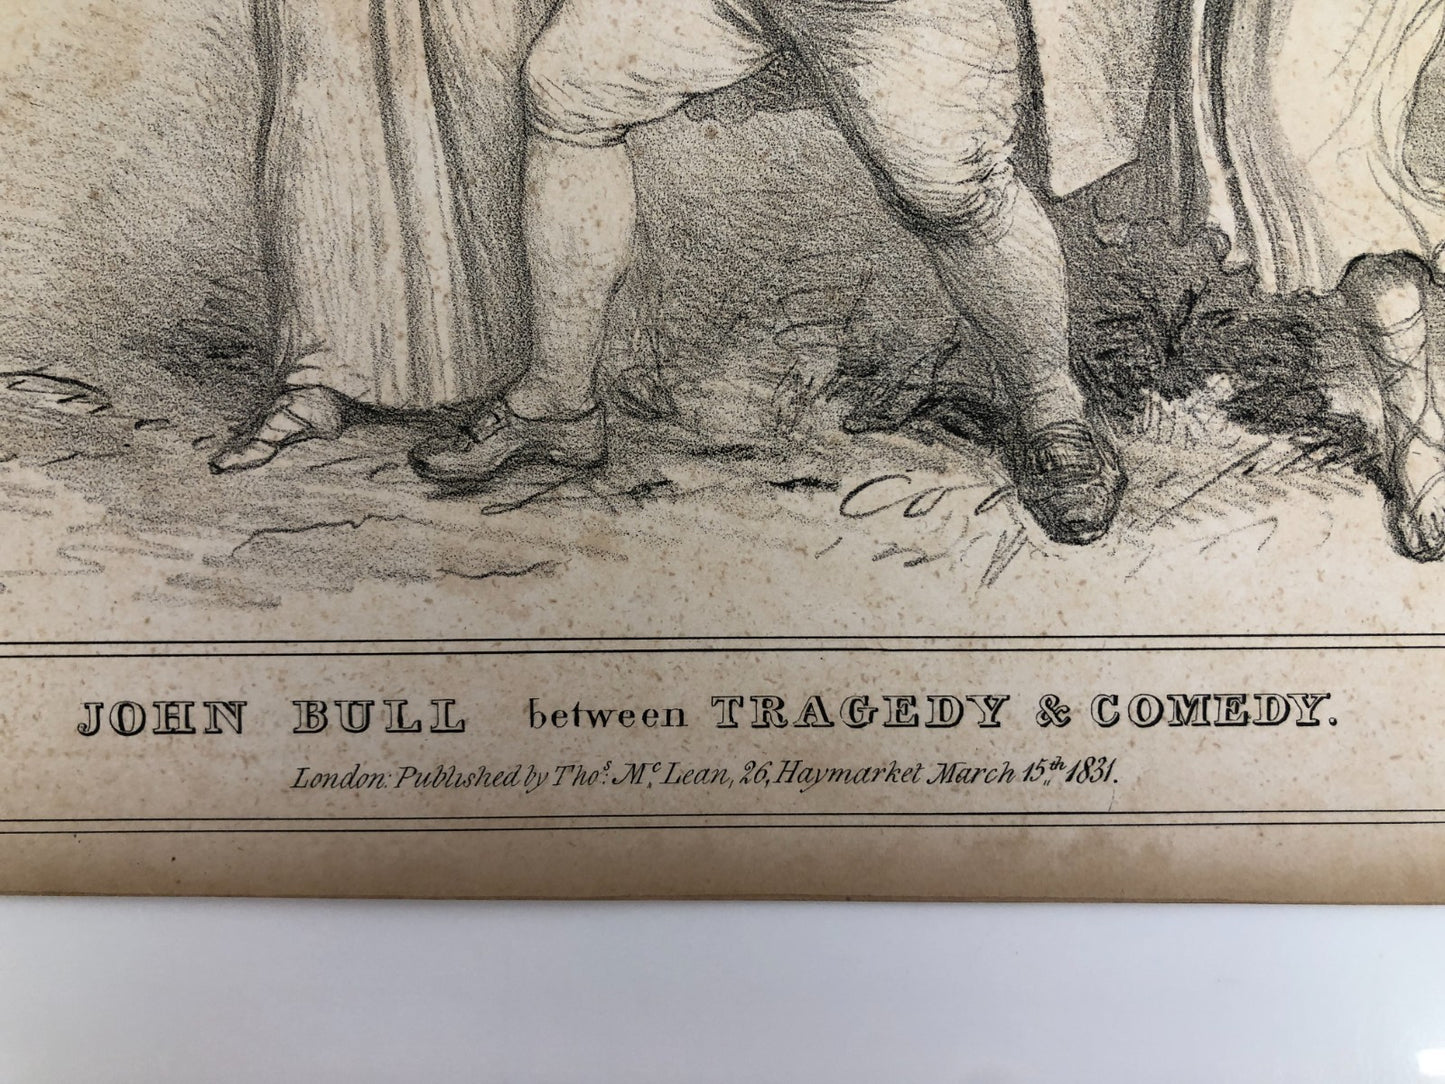 JOHN BULL between TRAGEDY & COMEDY.
London: Published by Thos. Mc. Lean, 26, Haymarket March 15th 1831.